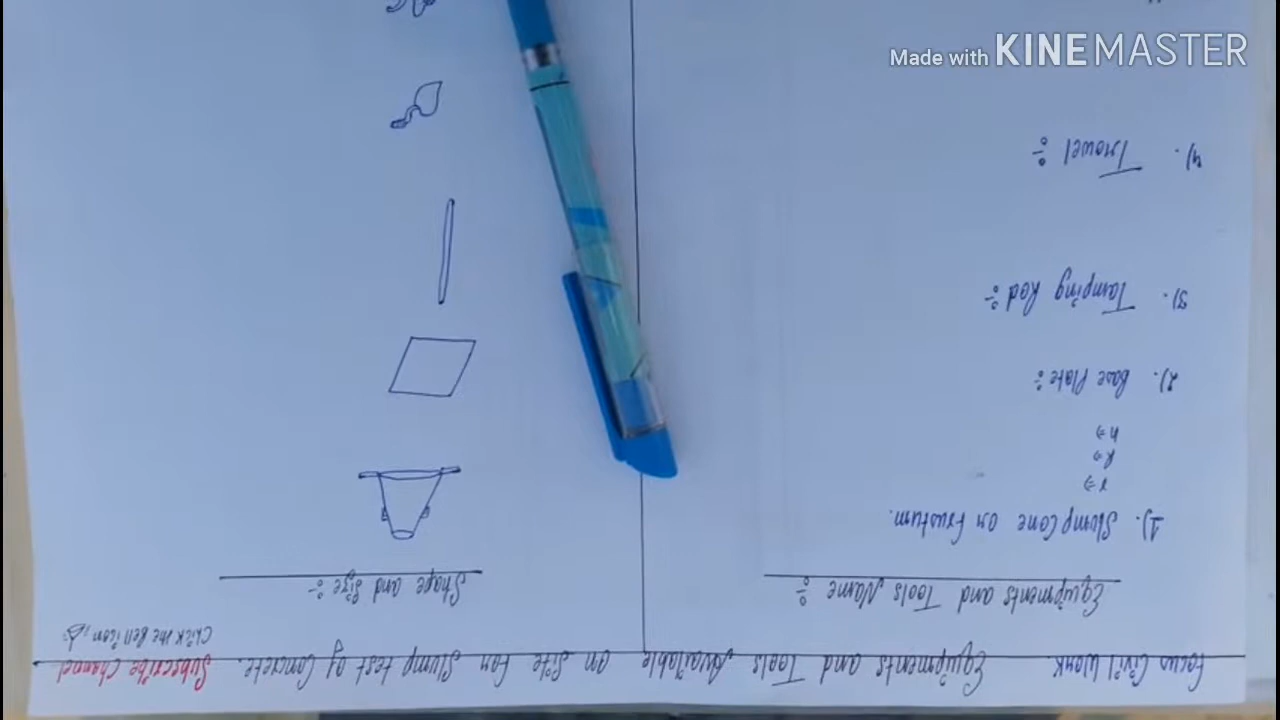 Made with KINEMASTER
Focus Civil Work. Equipments and Tools Available on Site for Slump test of Concrete. Subscribe Channel
Click the Bell icon,
Equipments and Tools Name ÷
Shape and Size ÷
1). Slump Cone or Frustum.
r ⇒
R ⇒
h ⇒
2). Base Plate ÷
3). Tamping Rod ÷
4). Trowel ÷